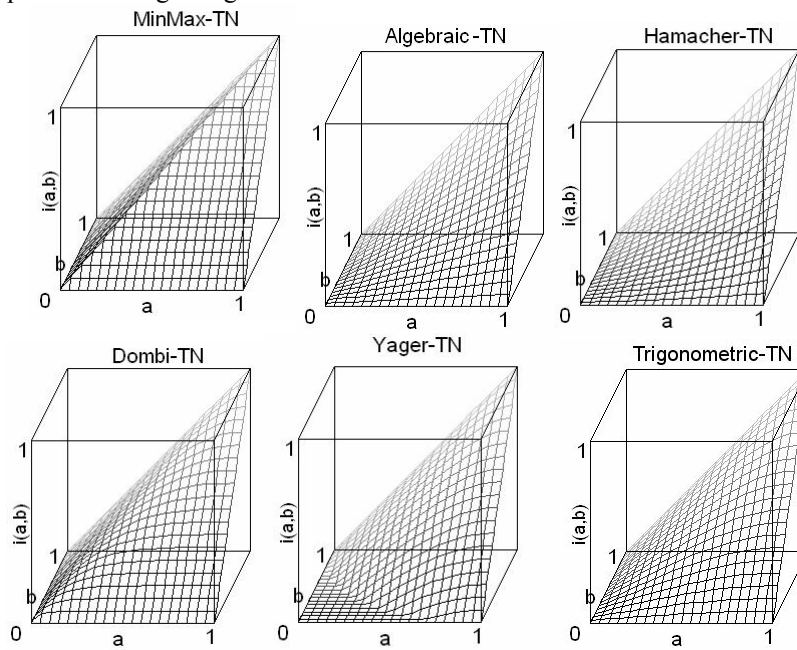 MinMax-TN
Algebraic -TN
Hamacher-TN
1
i(a,b)
1
b
0
a
1
1
i(a,b)
1
b
0
a
1
1
i(a,b)
1
b
0
a
1
Dombi-TN
Yager-TN
Trigonometric-TN
1
i(a,b)
1
b
0
a
1
1
i(a,b)
1
b
0
a
1
1
i(a,b)
1
b
0
a
1